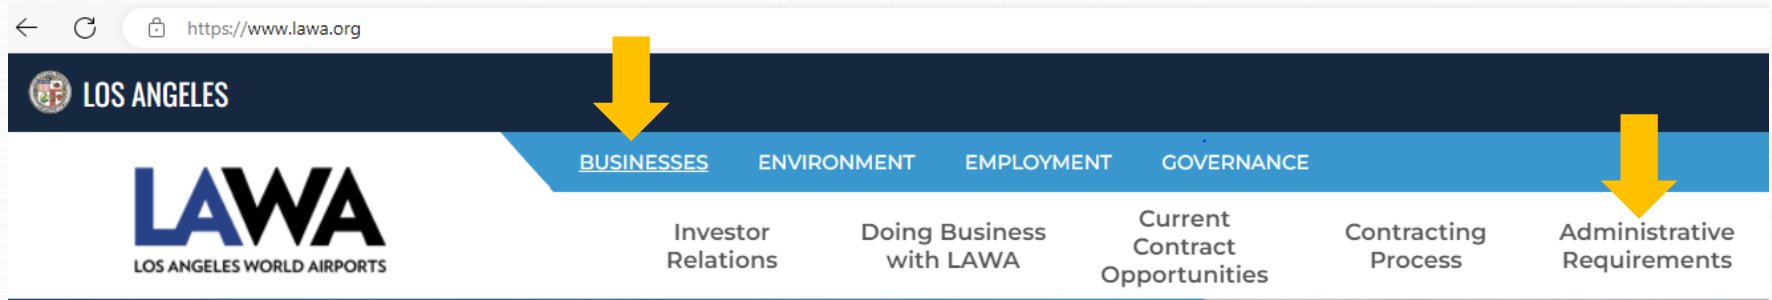 https://www.lawa.org
LOS ANGELES
BUSINESSES ENVIRONMENT EMPLOYMENT GOVERNANCE
LAWA
LOS ANGELES WORLD AIRPORTS
Investor
Relations
Doing Business
with LAWA
Current
Contract
Opportunities
Contracting
Process
Administrative
Requirements